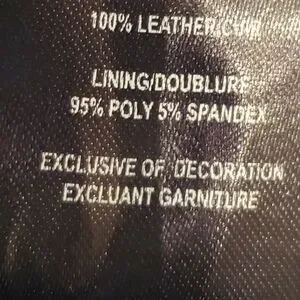 100% LEATHER/CUIR
LINING/DOUBLURE
95% POLY 5% SPANDEX
EXCLUSIVE OF DECORATION
EXCLUANT GARNITURE